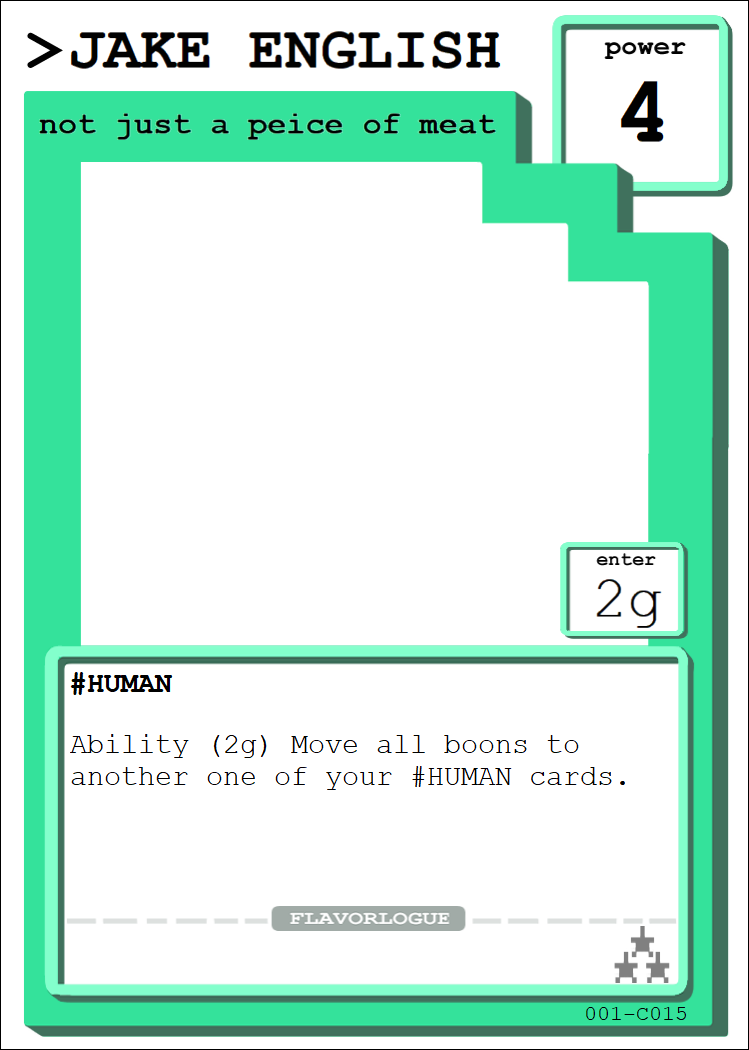 >JAKE ENGLISH
power
4
not just a peice of meat
enter
2g
#HUMAN
Ability (2g) Move all boons to
another one of your #HUMAN cards.
FLAVORLOGUE
001-C015